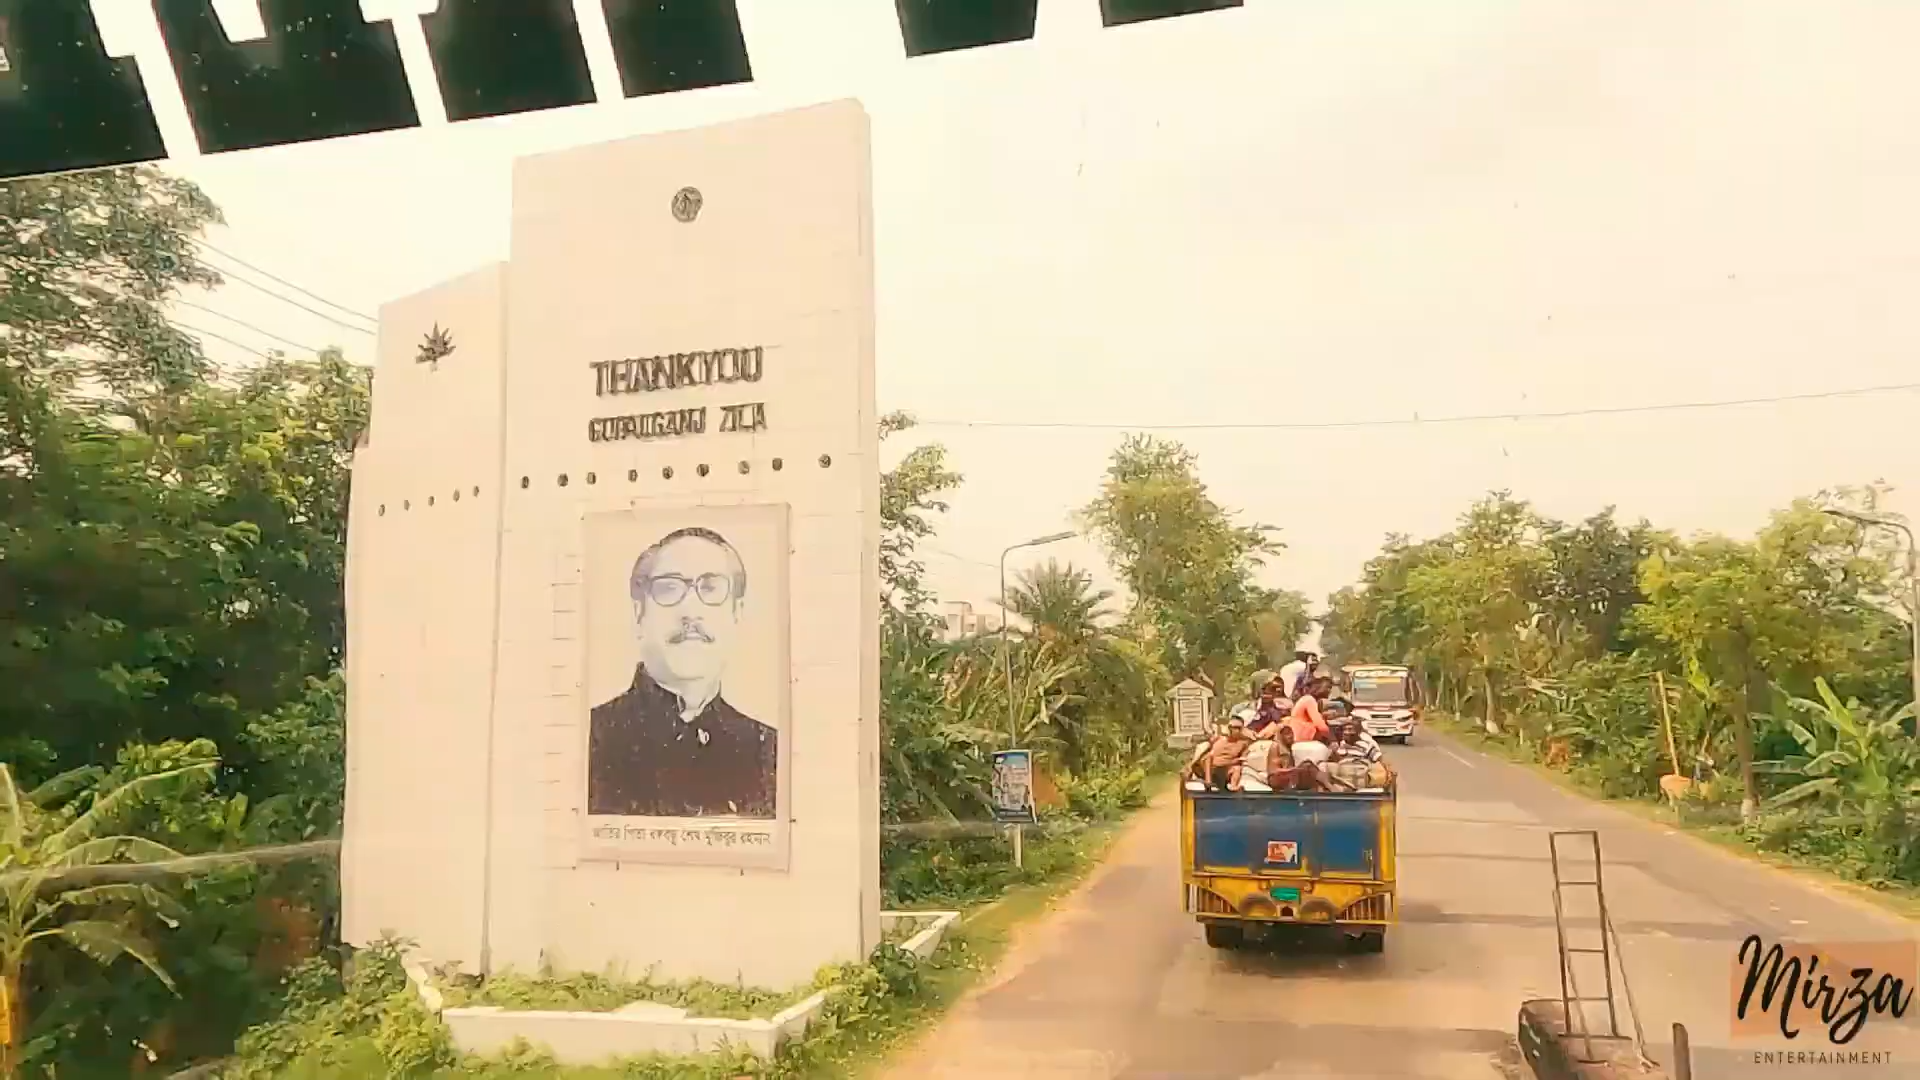 THANKYOU
GOPALGANJ ZILA
জাতির পিতা বঙ্গবন্ধু শেখ মুজিবুর রহমান
Mirza
ENTERTAINMENT